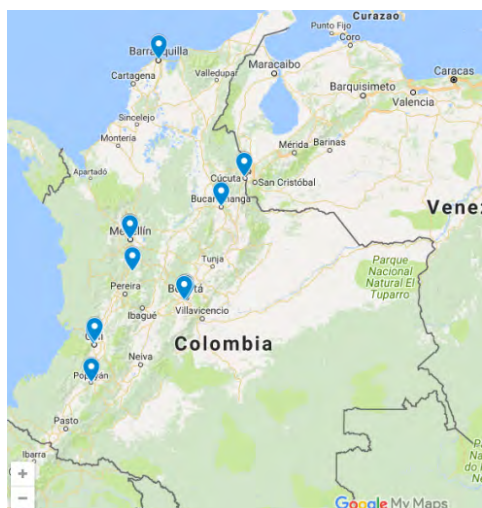 Curazao
Punto Fijo
Coro
Barranquilla
Maracaibo
Caracas
Cartagena
Valledupar
Barquisimeto
Valencia
Sincelejo
Montería
Mérida
Barinas
Apartadó
Cúcuta
San Cristóbal
Bucaramanga
Medellín
Venez
Tunja
Parque
Nacional
Natural El
Tuparro
Pereira
Bogotá
Ibagué
Villavicencio
Colombia
Cali
Neiva
Popayán
Pasto
Ibarra
+
−
Google My Maps